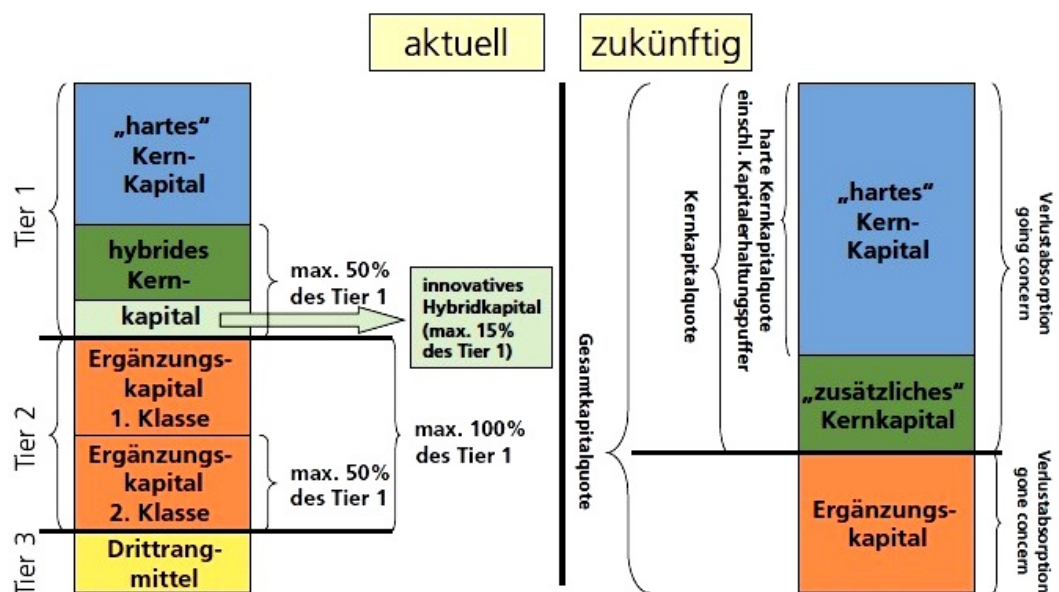 aktuell
zukünftig
Tier 1
„hartes“
Kern-
Kapital
hybrides
Kern-
kapital
max. 50%
des Tier 1
innovatives
Hybridkapital
(max. 15%
des Tier 1)
Tier 2
Ergänzungs-
kapital
1. Klasse
Ergänzungs-
kapital
2. Klasse
max. 50%
des Tier 1
max. 100%
des Tier 1
Tier 3
Drittrang-
mittel
Gesamtkapitalquote
Kernkapitalquote
harte Kernkapitalquote
einschl. Kapitalerhaltungspuffer
„hartes“
Kern-
Kapital
„zusätzliches“
Kernkapital
Ergänzungs-
kapital
Verlustabsorption
going concern
Verlustabsorption
gone concern